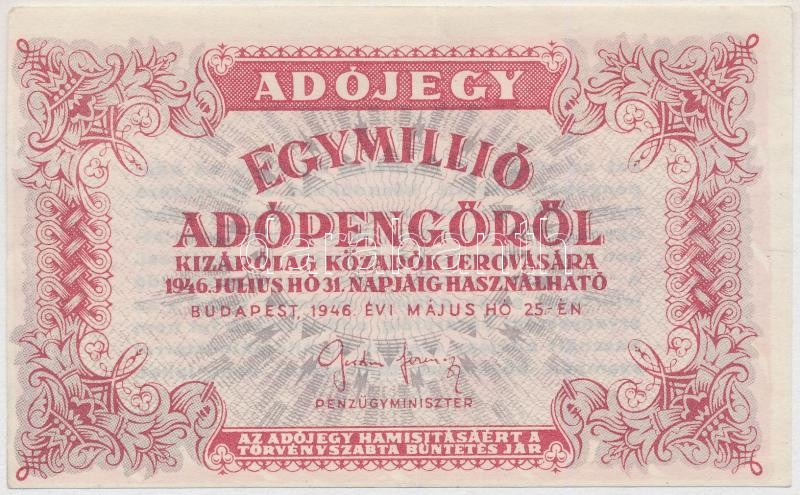 ADÓJEGY
EGYMILLIÓ
ADÓPENGŐRŐL
KIZÁRÓLAG KÖZADÓK LEROVÁSÁRA
1946. JULIUS HÓ 31. NAPJÁIG HASZNÁLHATÓ
BUDAPEST, 1946. ÉVI MÁJUS HÓ 25.-ÉN
PÉNZÜGYMINISZTER
AZ ADÓJEGY HAMISITÁSÁÉRT A
TÖRVÉNYSZABTA BÜNTETÉS JÁR